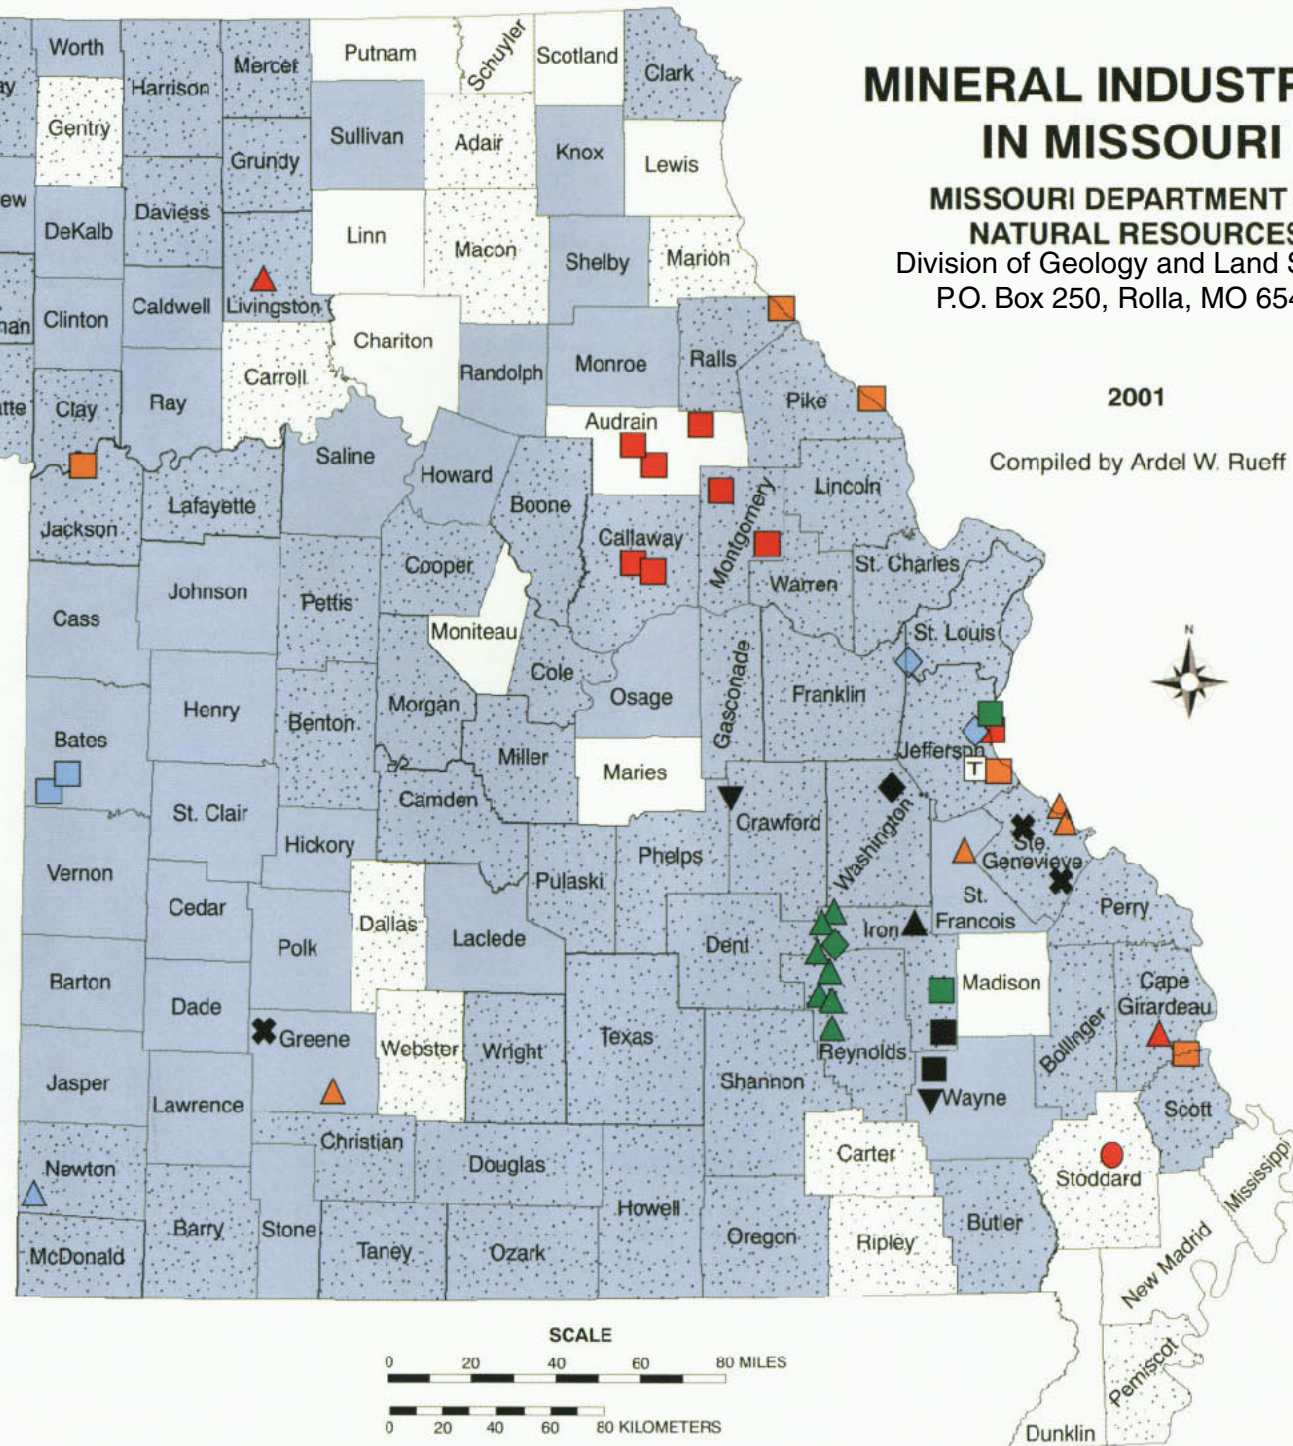 MINERAL INDUSTR
IN MISSOURI
MISSOURI DEPARTMENT
NATURAL RESOURCES
Division of Geology and Land S
P.O. Box 250, Rolla, MO 654
2001
Compiled by Ardel W. Rueff
N
Worth
Harrison
Mercer
Putnam
Schuyler
Scotland
Clark
ay
Gentry
Sullivan
Adair
Knox
Lewis
Grundy
ew
DeKalb
Daviess
Linn
Macon
Shelby
Marion
Livingston
Caldwell
Clinton
nan
Chariton
Carroll
Randolph
Monroe
Ralls
Pike
atte
Clay
Ray
Audrain
Saline
Howard
Boone
Lincoln
Lafayette
Jackson
Callaway
Montgomery
St. Charles
Cooper
Warren
Johnson
Pettis
Cass
Moniteau
St. Louis
Cole
Osage
Gasconade
Franklin
Morgan
Henry
Benton
Bates
Miller
Maries
Jefferson
T
Camden
St. Clair
Crawford
Washington
Hickory
Phelps
Ste.
Genevieve
Vernon
Pulaski
Cedar
Dallas
St.
Francois
Perry
Polk
Laclede
Dent
Iron
Barton
Dade
Madison
Cape
Girardeau
Greene
Webster
Wright
Texas
Reynolds
Bollinger
Jasper
Shannon
Lawrence
Wayne
Scott
Christian
Newton
Douglas
Carter
Stoddard
Mississippi
Howell
Barry
Stone
Taney
Ozark
Oregon
Ripley
Butler
McDonald
New Madrid
Pemiscot
Dunklin
SCALE
0 20 40 60 80 MILES
0 20 40 60 80 KILOMETERS